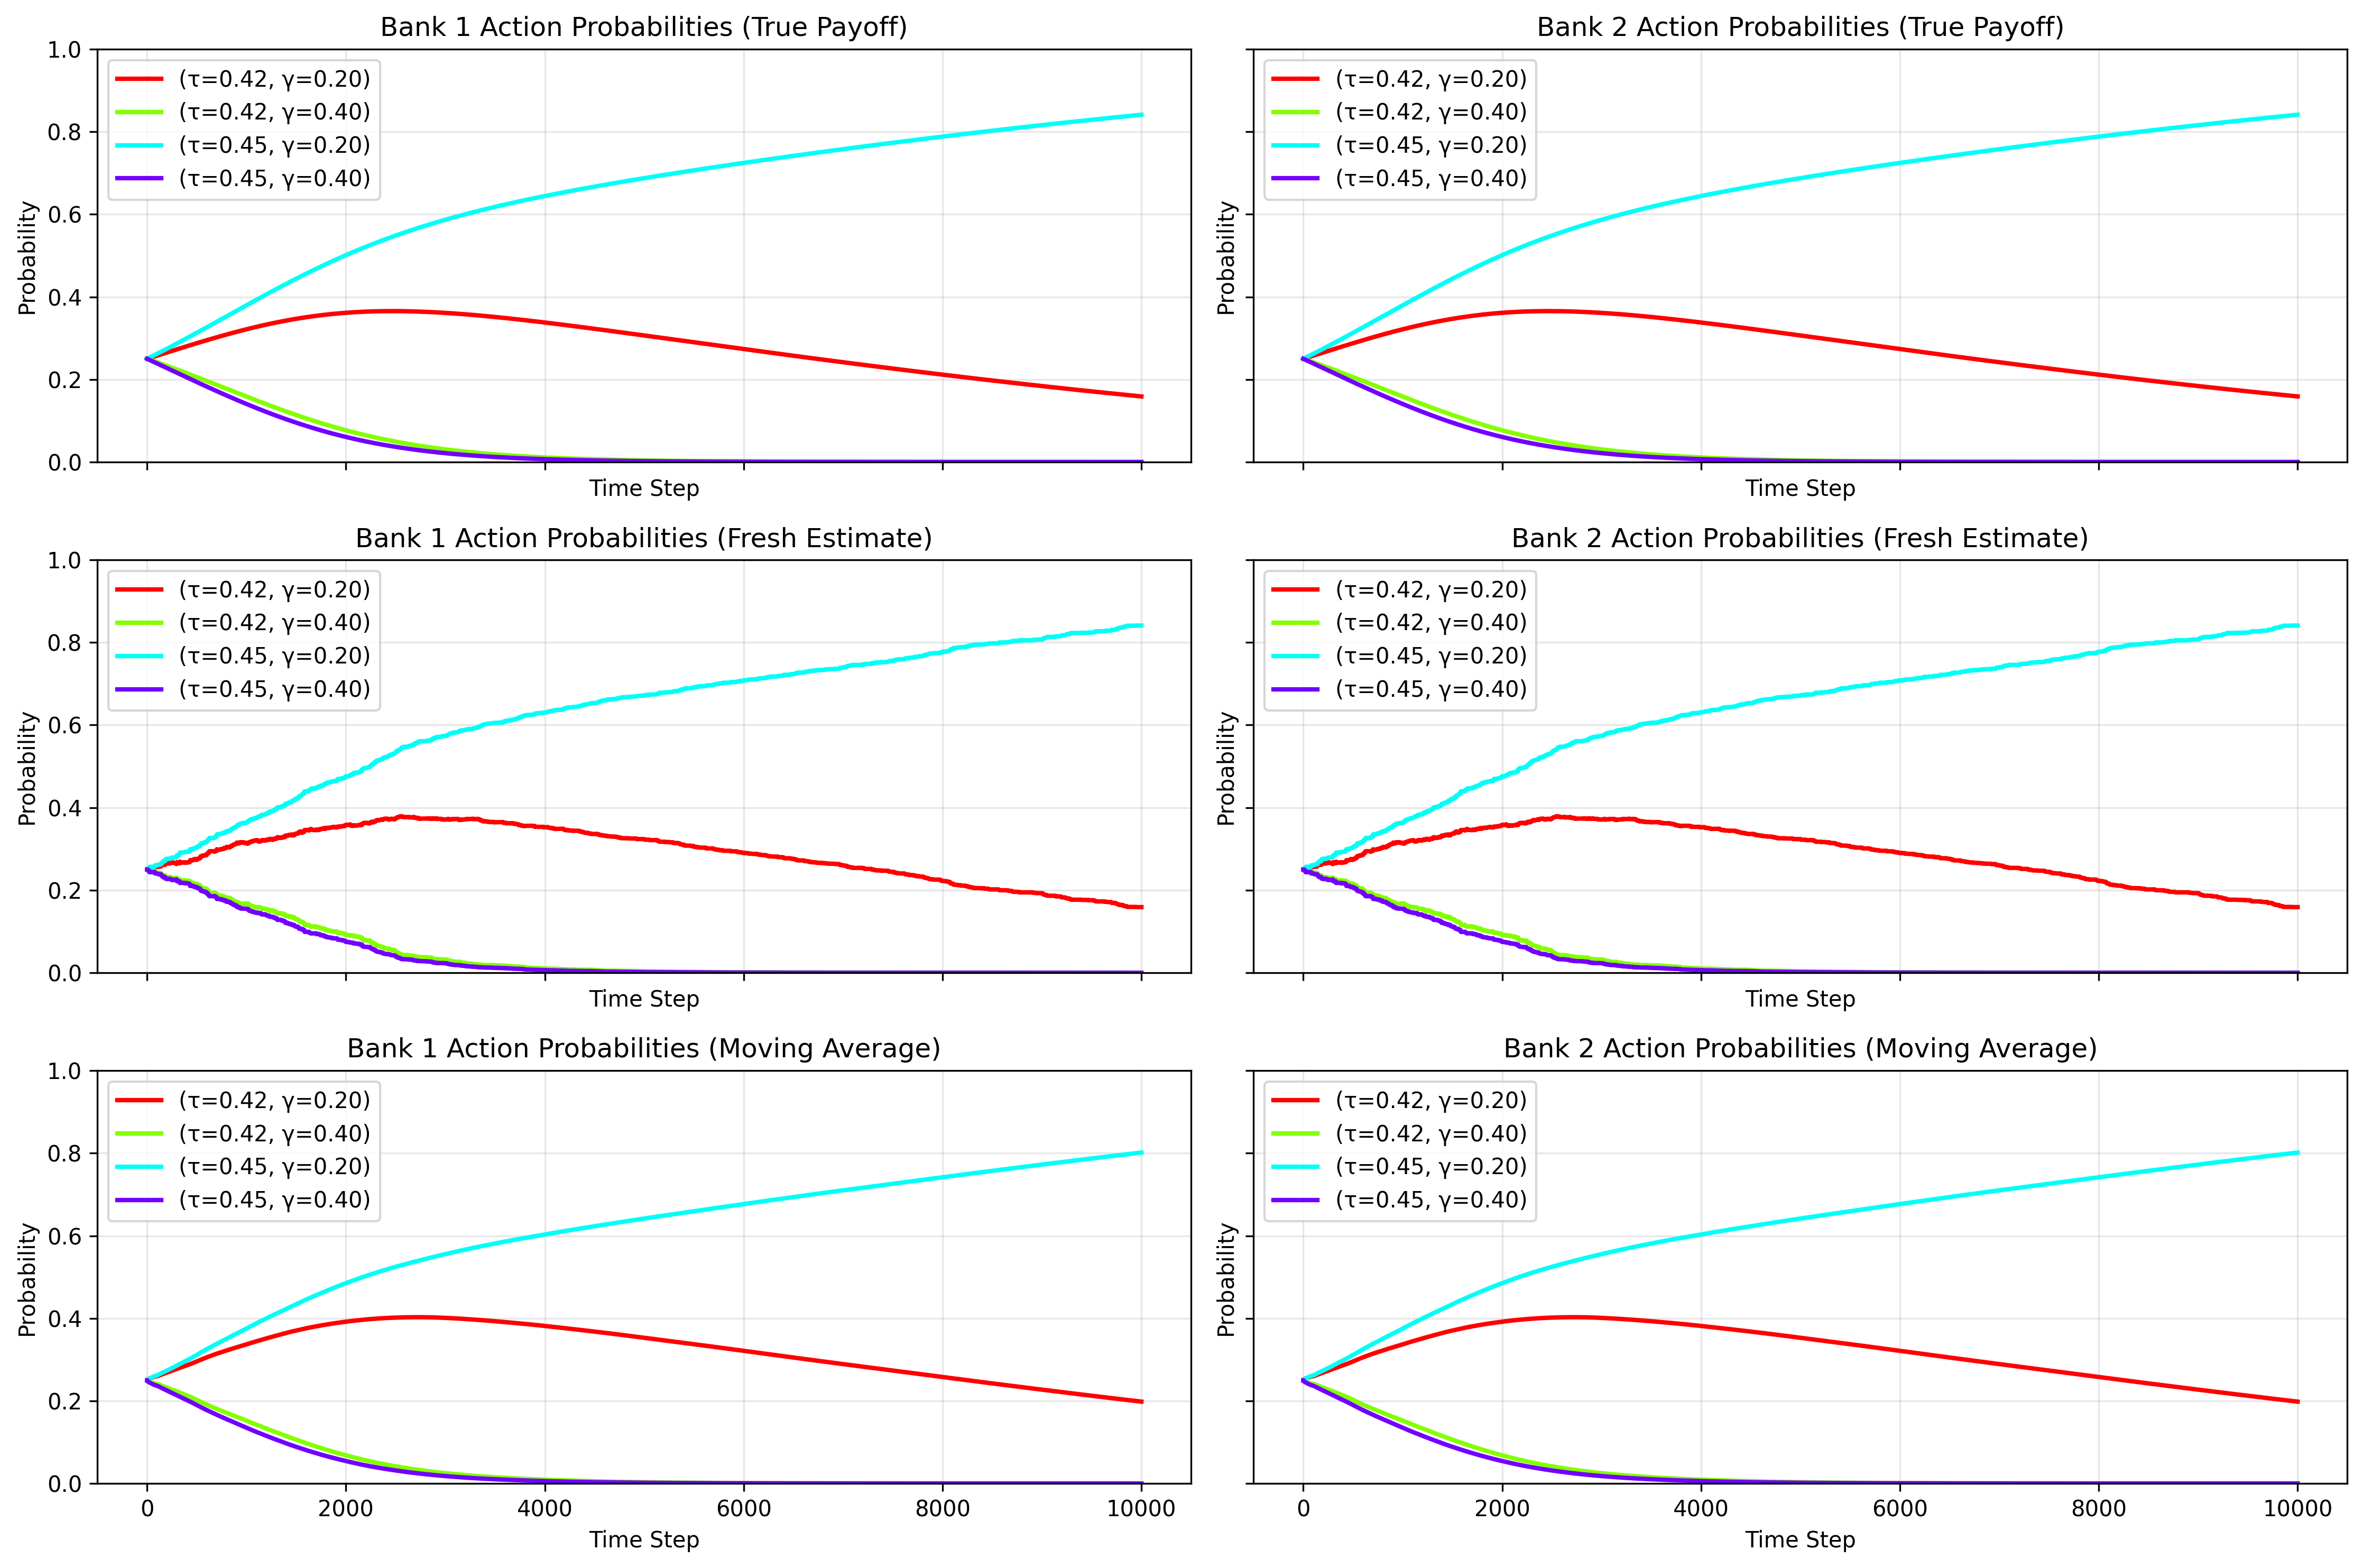 Bank 1 Action Probabilities (True Payoff)
1.0
0.8
0.6
0.4
0.2
0.0
Probability
(τ=0.42, γ=0.20)
(τ=0.42, γ=0.40)
(τ=0.45, γ=0.20)
(τ=0.45, γ=0.40)
Time Step
Bank 2 Action Probabilities (True Payoff)
Probability
(τ=0.42, γ=0.20)
(τ=0.42, γ=0.40)
(τ=0.45, γ=0.20)
(τ=0.45, γ=0.40)
Time Step
Bank 1 Action Probabilities (Fresh Estimate)
1.0
0.8
0.6
0.4
0.2
0.0
Probability
(τ=0.42, γ=0.20)
(τ=0.42, γ=0.40)
(τ=0.45, γ=0.20)
(τ=0.45, γ=0.40)
Time Step
Bank 2 Action Probabilities (Fresh Estimate)
Probability
(τ=0.42, γ=0.20)
(τ=0.42, γ=0.40)
(τ=0.45, γ=0.20)
(τ=0.45, γ=0.40)
Time Step
Bank 1 Action Probabilities (Moving Average)
1.0
0.8
0.6
0.4
0.2
0.0
Probability
(τ=0.42, γ=0.20)
(τ=0.42, γ=0.40)
(τ=0.45, γ=0.20)
(τ=0.45, γ=0.40)
0 2000 4000 6000 8000 10000
Time Step
Bank 2 Action Probabilities (Moving Average)
Probability
(τ=0.42, γ=0.20)
(τ=0.42, γ=0.40)
(τ=0.45, γ=0.20)
(τ=0.45, γ=0.40)
0 2000 4000 6000 8000 10000
Time Step